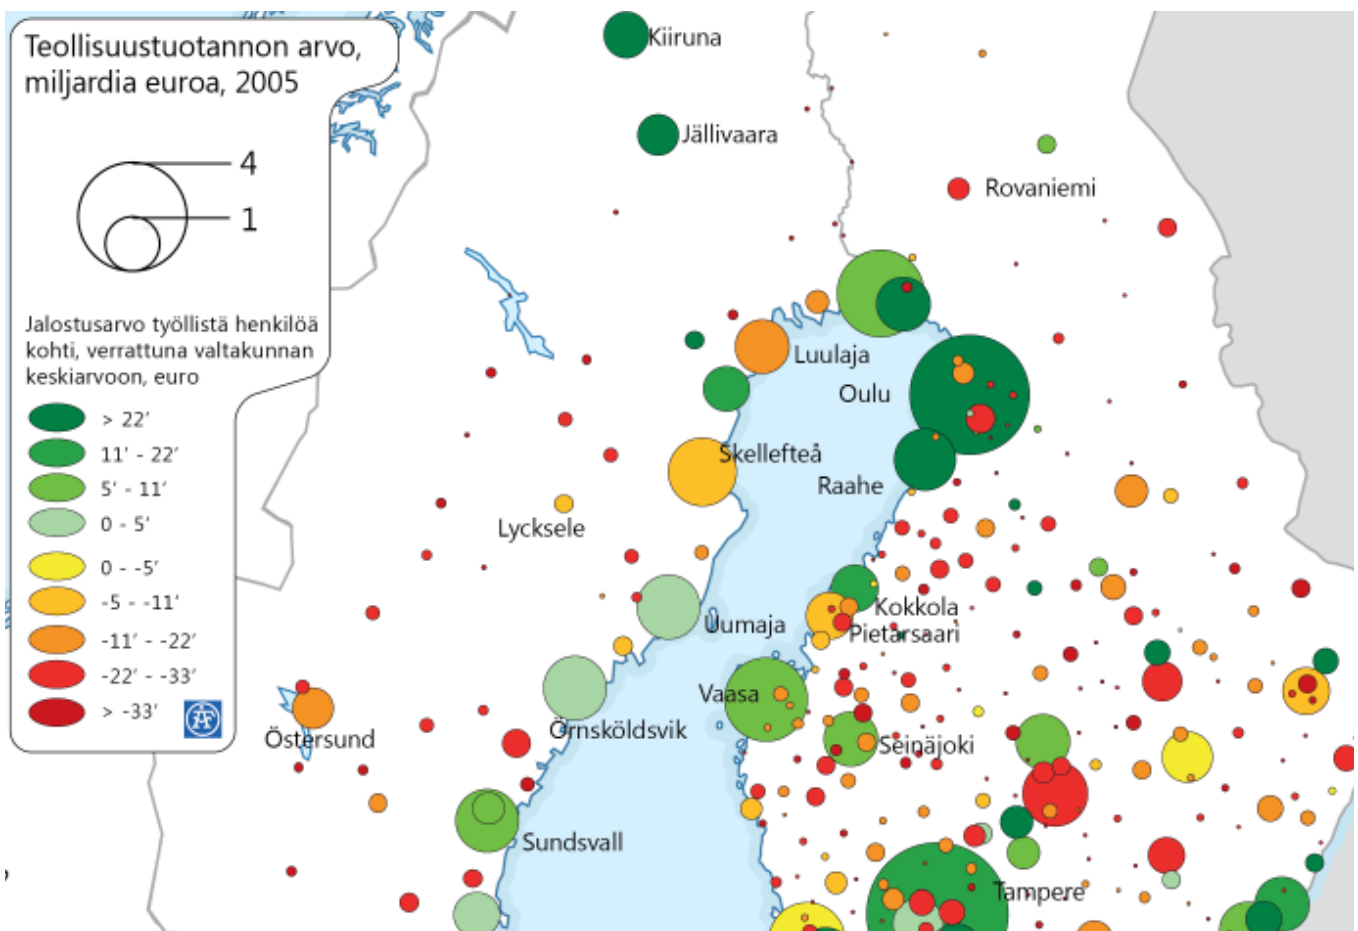 Teollisuustuotannon arvo,
miljardia euroa, 2005
4
1
Jalostusarvo työllistä henkilöä
kohti, verrattuna valtakunnan
keskiarvoon, euro
> 22'
11' - 22'
5' - 11'
0 - 5'
0 - -5'
-5 - -11'
-11' - -22'
-22' - -33'
> -33'
Kiiruna
Jällivaara
Rovaniemi
Luulaja
Oulu
Skellefteå
Raahe
Lycksele
Kokkola
Uumaja
Pietarsaari
Vaasa
Örnsköldsvik
Östersund
Seinäjoki
Sundsvall
Tampere